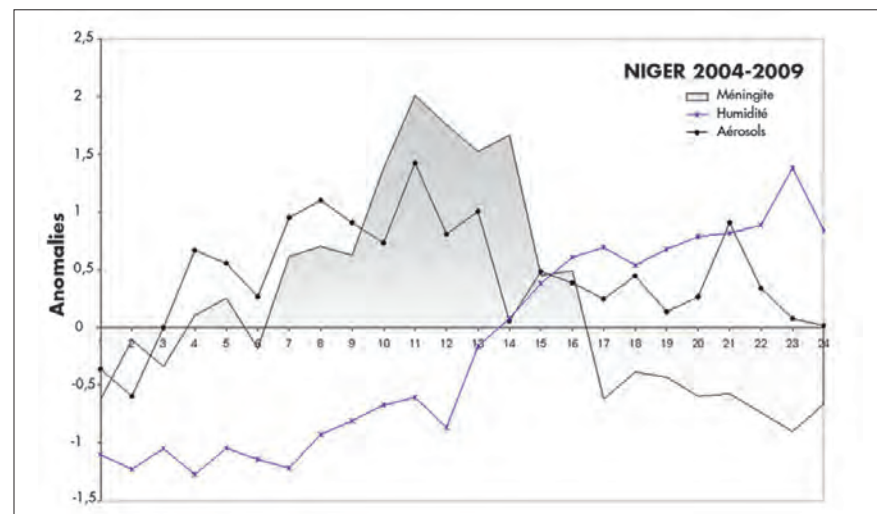 NIGER 2004-2009
Méningite
Humidité
Aérosols
Anomalies
2,5
2
1,5
1
0,5
0
-0,5
-1
-1,5
2 3 4 5 6 7 8 9 10 11 12 13 14 15 16 17 18 19 20 21 22 23 24